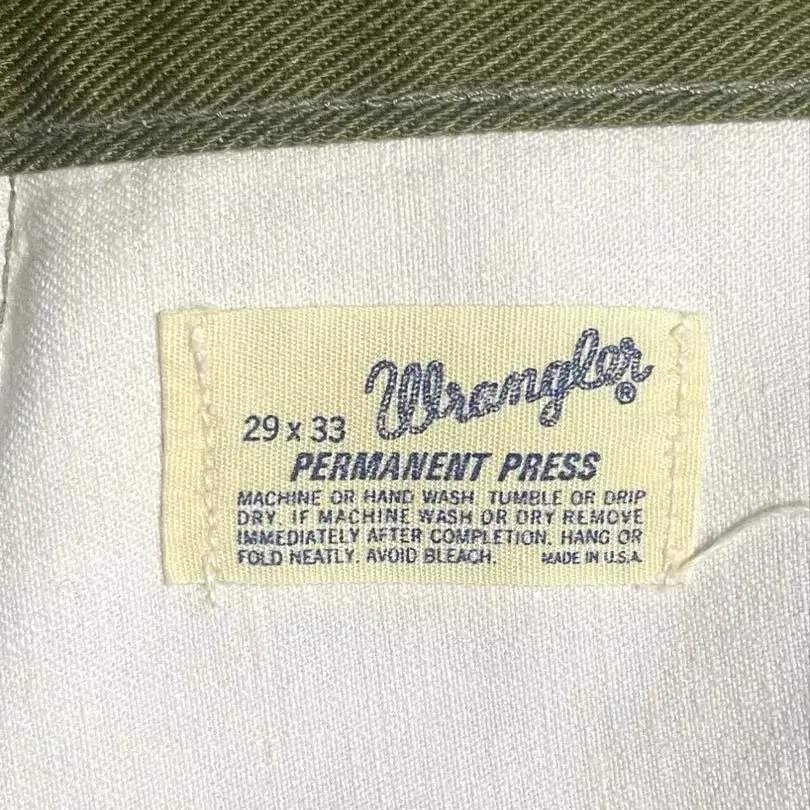 Wrangler®
29 x 33
PERMANENT PRESS
MACHINE OR HAND WASH. TUMBLE OR DRIP
DRY. IF MACHINE WASH OR DRY REMOVE
IMMEDIATELY AFTER COMPLETION. HANG OR
FOLD NEATLY. AVOID BLEACH. MADE IN U.S.A.